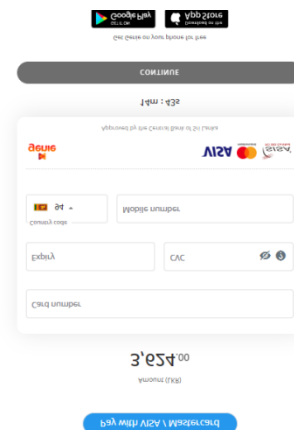 Pay with VISA / Mastercard
Amount (LKR)
3,624.00
Card number
Expiry
CVC
Country code
94
Mobile number
genie
VISA
Approved by the Central Bank of Sri Lanka
14m : 43s
CONTINUE
Get Genie on your phone for free
GET IT ON
Google Play
Download on the
App Store